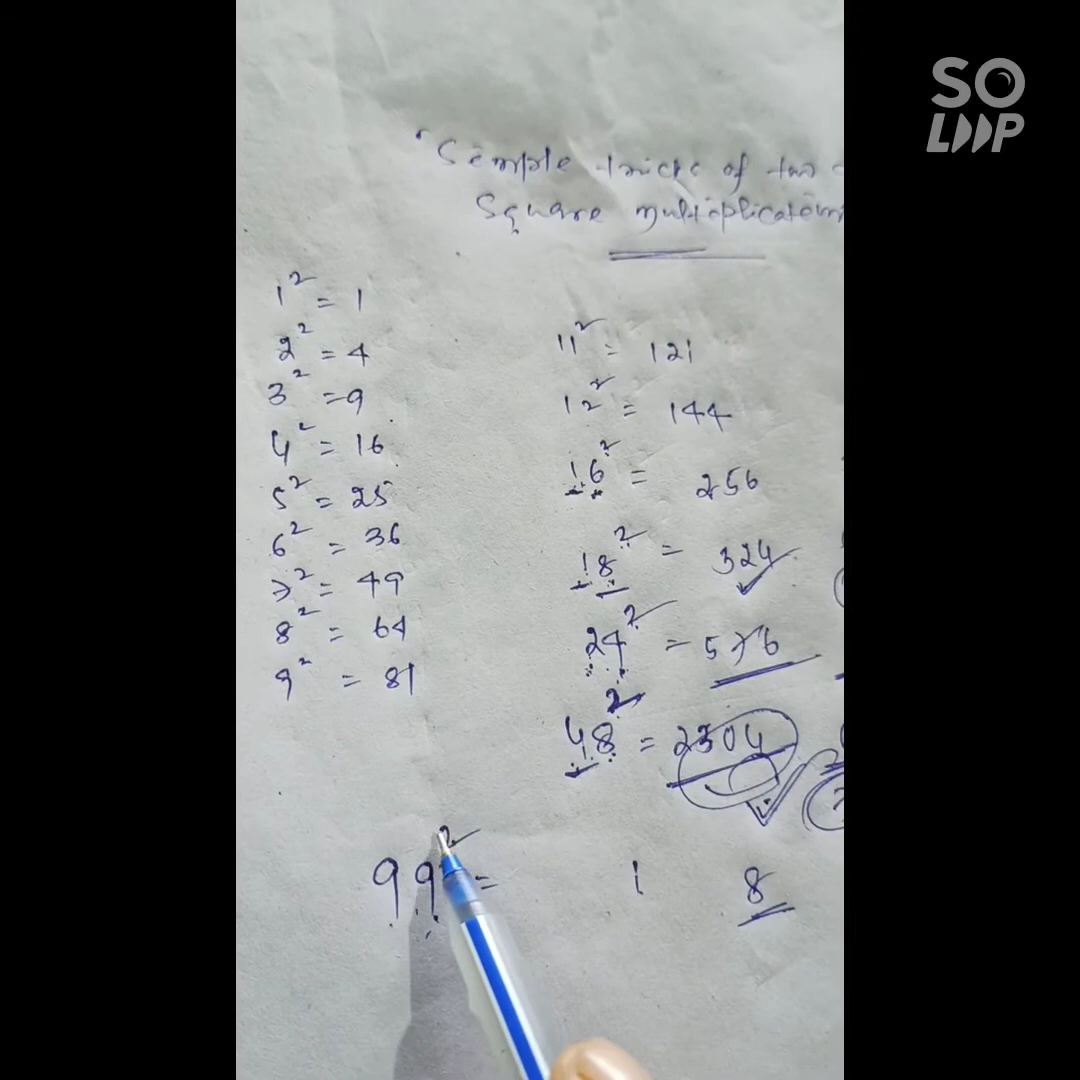 SO
LOOP
"Semple tricks of
Square multiplication
1² = 1
2² = 4
3² = 9
4² = 16
5² = 25
6² = 36
7² = 49
8² = 64
9² = 81
11² = 121
12² = 144
16² = 256
18² = 324
24² = 576
48² = 2304
99² = 1 8